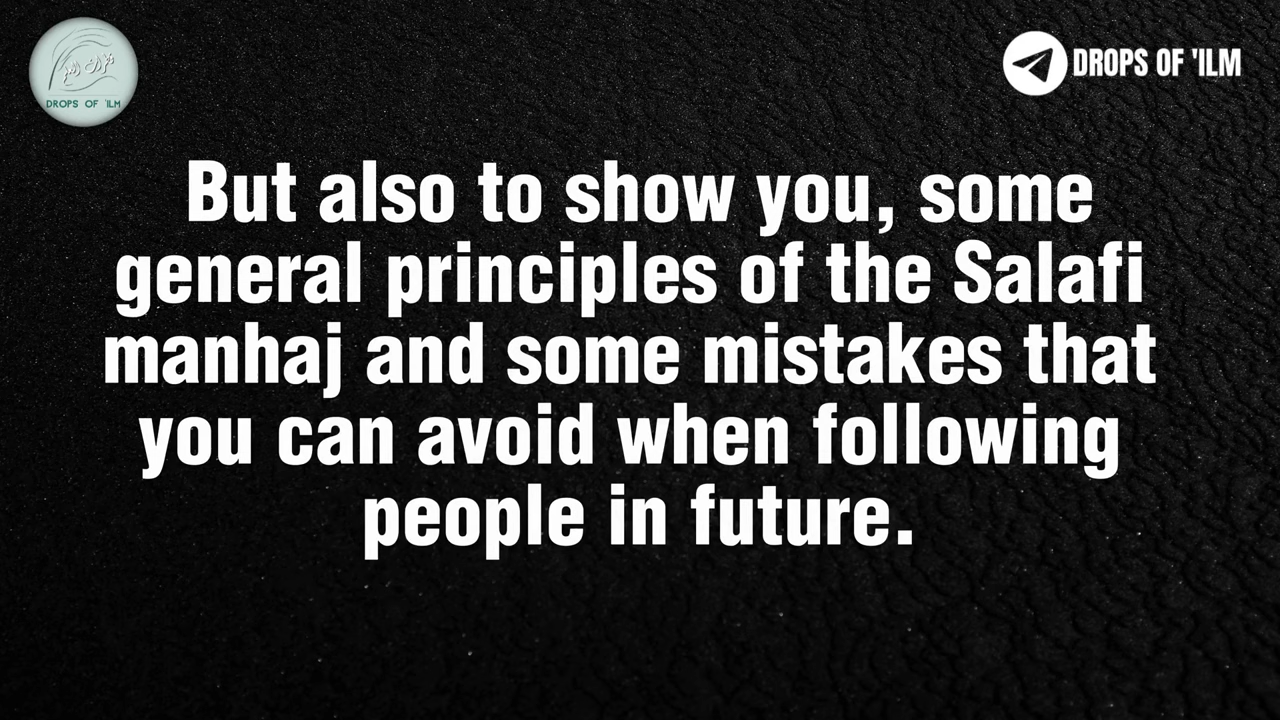 DROPS OF 'ILM
DROPS OF 'ILM
But also to show you, some
general principles of the Salafi
manhaj and some mistakes that
you can avoid when following
people in future.